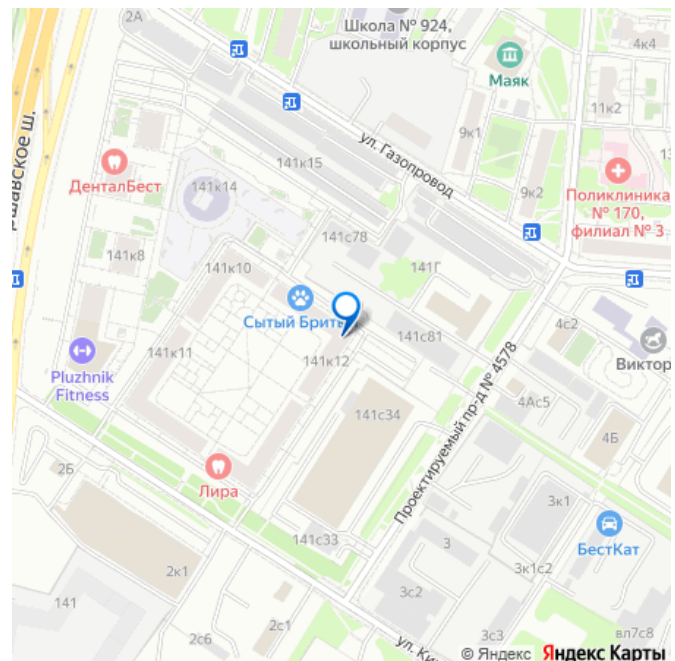 2А
Школа № 924,
школьный корпус
4к4
Маяк
11к2
9к1
ул. Газопровод
шавское ш.
141к15
ДенталБест
141к14
9к2
Поликлиника
№ 170,
филиал № 3
141с78
141к8
141к10
141Г
Сытый Брит
4с2
141с81
141к11
141к12
Виктор
Pluzhnik
Fitness
Проектируемый пр-д № 4578
4Ас5
141с34
4Б
2Б
Лира
3к1
БестКат
141с33
3
2к1
3к1с2
141
3с2
2с1
2с6
ул. Ки
3с3
вл7с8
© Яндекс Яндекс Карты